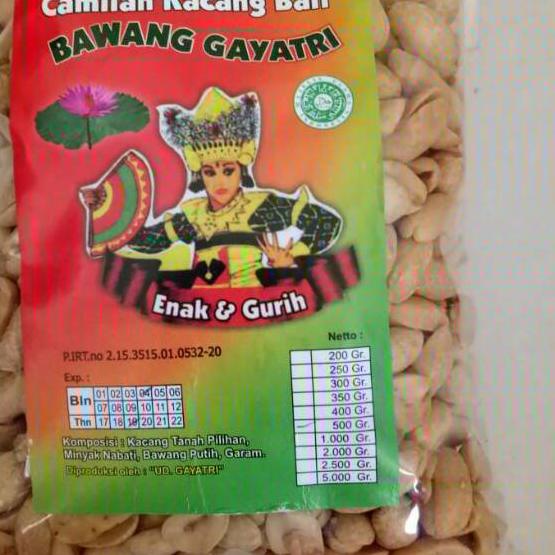 Camilan Kacang Bali
BAWANG GAYATRI
Enak & Gurih
P.IRT.no 2.15.3515.01.0532-20
Netto :
Exp. :
Bln 01 02 03 04 05 06
07 08 09 10 11 12
Thn 17 18 19 20 21 22
200 Gr.
250 Gr.
300 Gr.
350 Gr.
400 Gr.
500 Gr.
1.000 Gr.
2.000 Gr.
2.500 Gr.
5.000 Gr.
Komposisi : Kacang Tanah Pilihan,
Minyak Nabati, Bawang Putih, Garam.
Diproduksi oleh : "UD. GAYATRI"